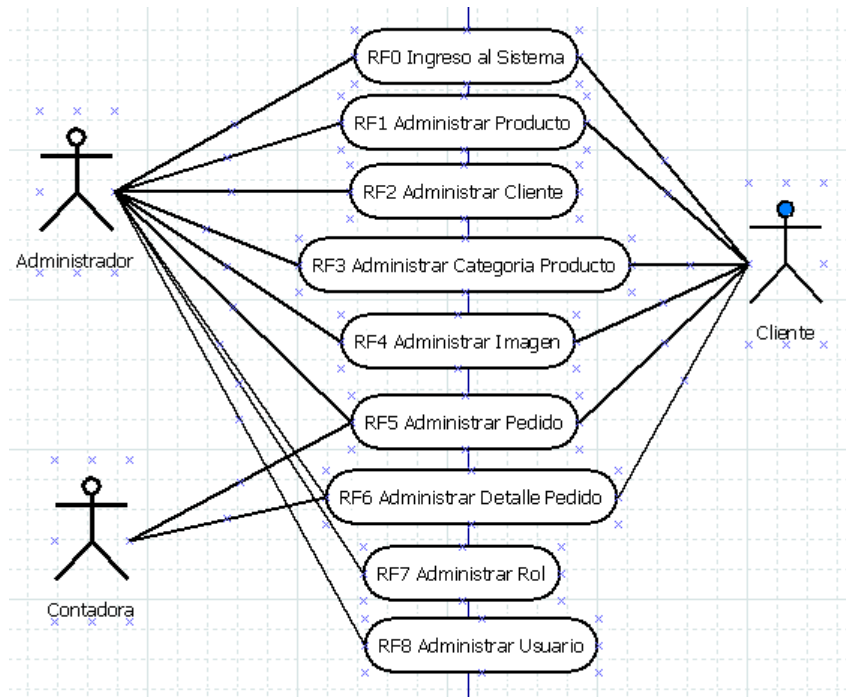 RF0 Ingreso al Sistema
RF1 Administrar Producto
RF2 Administrar Cliente
Administrador
RF3 Administrar Categoria Producto
Cliente
RF4 Administrar Imagen
RF5 Administrar Pedido
RF6 Administrar Detalle Pedido
RF7 Administrar Rol
Contadora
RF8 Administrar Usuario